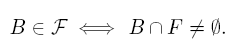 B ∈ ℱ ⟺ B ∩ F ≠ ∅.